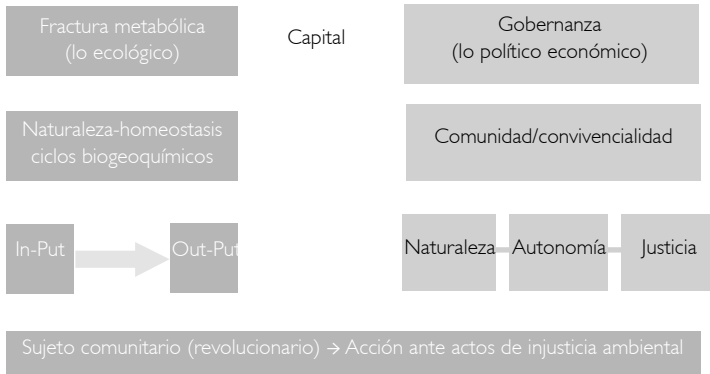 Fractura metabólica
(lo ecológico)
Capital
Gobernanza
(lo político económico)
Naturaleza-homeostasis
ciclos biogeoquímicos
Comunidad/convivencialidad
In-Put
Out-Put
Naturaleza
Autonomía
Justicia
Sujeto comunitario (revolucionario) → Acción ante actos de injusticia ambiental